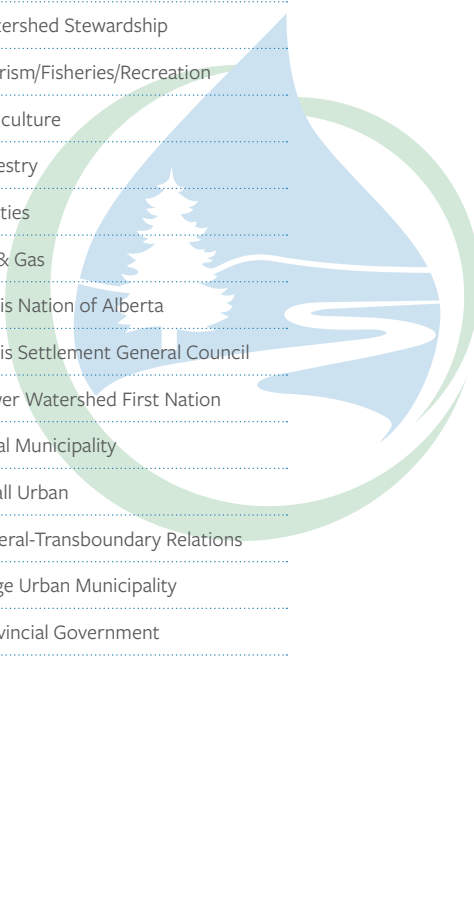 tershed Stewardship
rism/Fisheries/Recreation
culture
estry
ties
& Gas
is Nation of Alberta
is Settlement General Council
er Watershed First Nation
al Municipality
all Urban
eral-Transboundary Relations
ge Urban Municipality
vincial Government